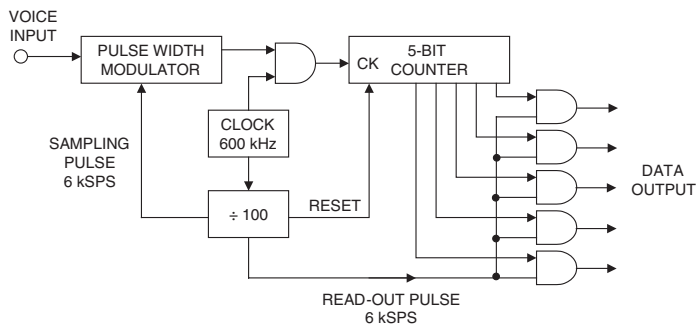 VOICE
INPUT
PULSE WIDTH
MODULATOR
CK
5-BIT
COUNTER
CLOCK
600 kHz
SAMPLING
PULSE
6 kSPS
÷ 100
RESET
DATA
OUTPUT
READ-OUT PULSE
6 kSPS